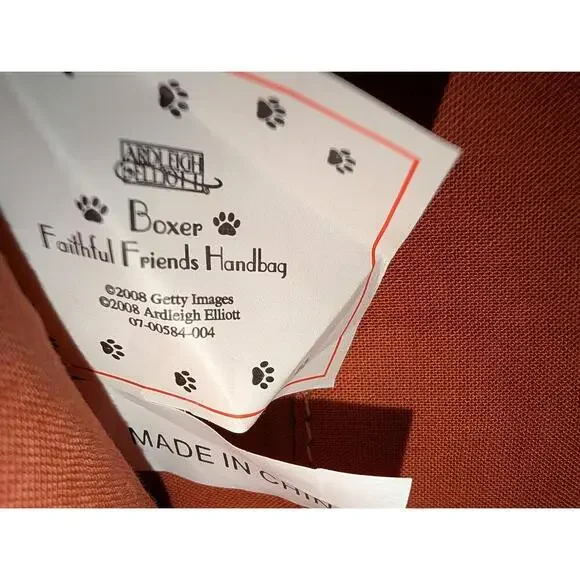 ARDLEIGH
ELLIOTT
Boxer
Faithful Friends Handbag
©2008 Getty Images
©2008 Ardleigh Elliott
07-00584-004
MADE IN CHIN